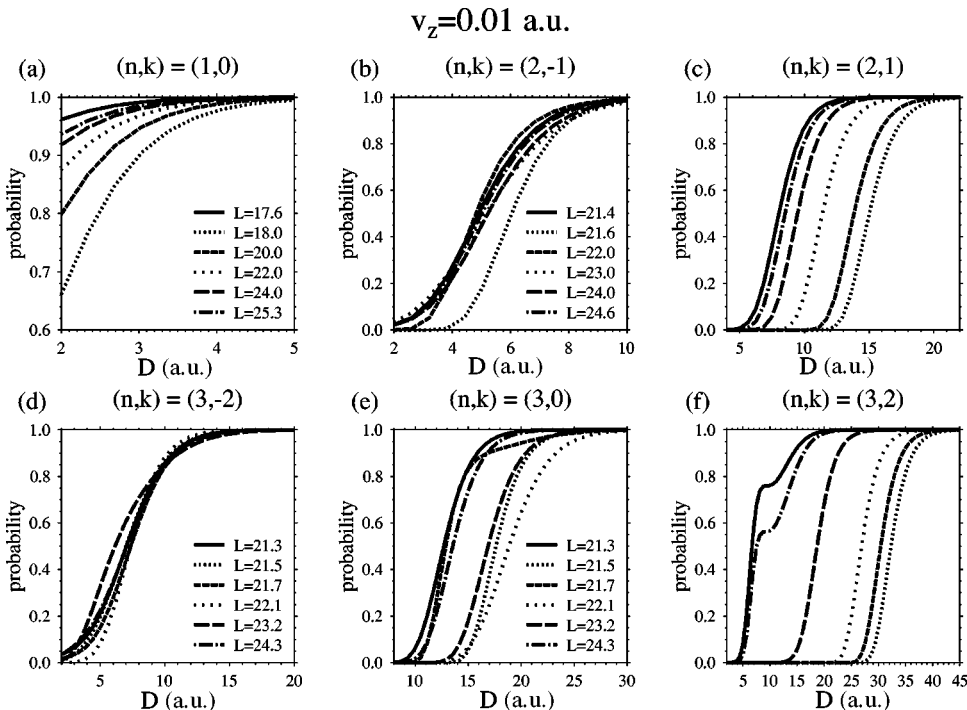 v_z=0.01 a.u.
(a) (n,k) = (1,0)
probability
1.0
0.9
0.8
0.7
0.6
L=17.6
L=18.0
L=20.0
L=22.0
L=24.0
L=25.3
2 3 4 5
D (a.u.)
(b) (n,k) = (2,-1)
probability
1.0
0.8
0.6
0.4
0.2
0.0
L=21.4
L=21.6
L=22.0
L=23.0
L=24.0
L=24.6
2 4 6 8 10
D (a.u.)
(c) (n,k) = (2,1)
probability
1.0
0.8
0.6
0.4
0.2
0.0
5 10 15 20
D (a.u.)
(d) (n,k) = (3,-2)
probability
1.0
0.8
0.6
0.4
0.2
0.0
5 10 15 20
D (a.u.)
(e) (n,k) = (3,0)
probability
1.0
0.8
0.6
0.4
0.2
0.0
L=21.3
L=21.5
L=21.7
L=22.1
L=23.2
L=24.3
10 15 20 25 30
D (a.u.)
(f) (n,k) = (3,2)
probability
1.0
0.8
0.6
0.4
0.2
0.0
L=21.3
L=21.5
L=21.7
L=22.1
L=23.2
L=24.3
5 10 15 20 25 30 35 40 45
D (a.u.)